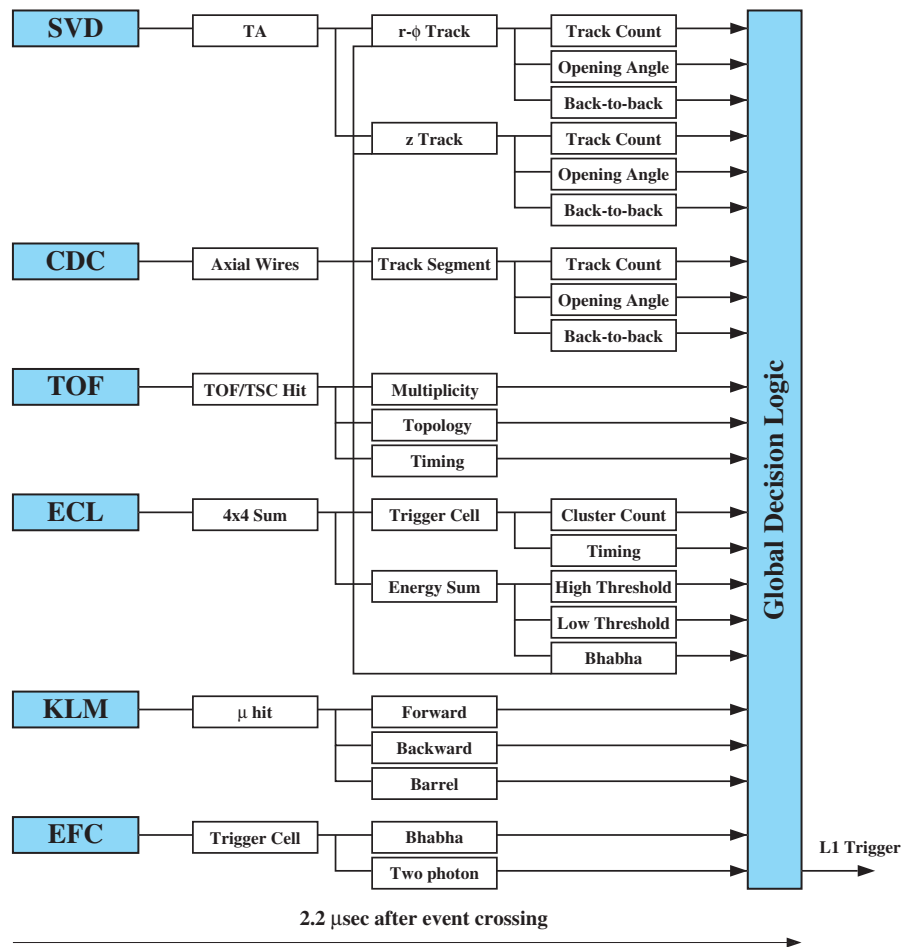 SVD
TA
r-ϕ Track
Track Count
Opening Angle
Back-to-back
z Track
Track Count
Opening Angle
Back-to-back
CDC
Axial Wires
Track Segment
Track Count
Opening Angle
Back-to-back
TOF
TOF/TSC Hit
Multiplicity
Topology
Timing
ECL
4x4 Sum
Trigger Cell
Cluster Count
Timing
Energy Sum
High Threshold
Low Threshold
Bhabha
KLM
μ hit
Forward
Backward
Barrel
EFC
Trigger Cell
Bhabha
Two photon
Global Decision Logic
L1 Trigger
2.2 μsec after event crossing